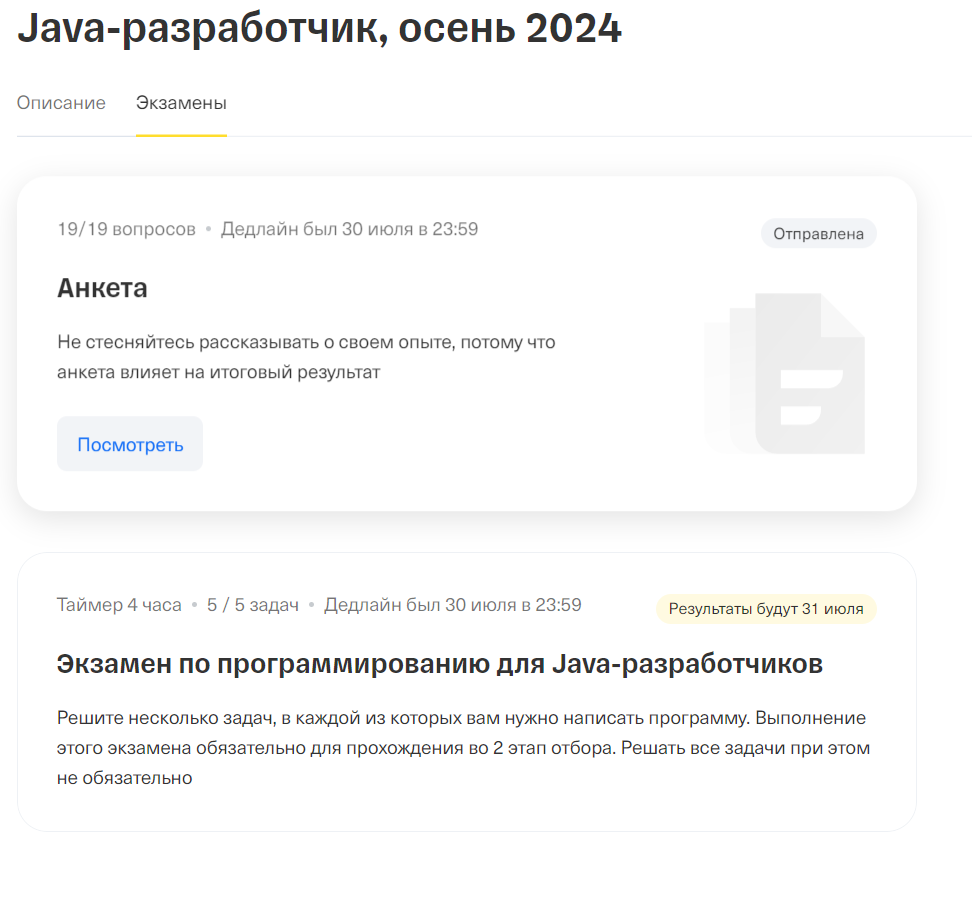 Java-разработчик, осень 2024
Описание Экзамены
19/19 вопросов • Дедлайн был 30 июля в 23:59
Отправлена
Анкета
Не стесняйтесь рассказывать о своем опыте, потому что
анкета влияет на итоговый результат
Посмотреть
Таймер 4 часа • 5 / 5 задач • Дедлайн был 30 июля в 23:59
Результаты будут 31 июля
Экзамен по программированию для Java-разработчиков
Решите несколько задач, в каждой из которых вам нужно написать программу. Выполнение
этого экзамена обязательно для прохождения во 2 этап отбора. Решать все задачи при этом
не обязательно